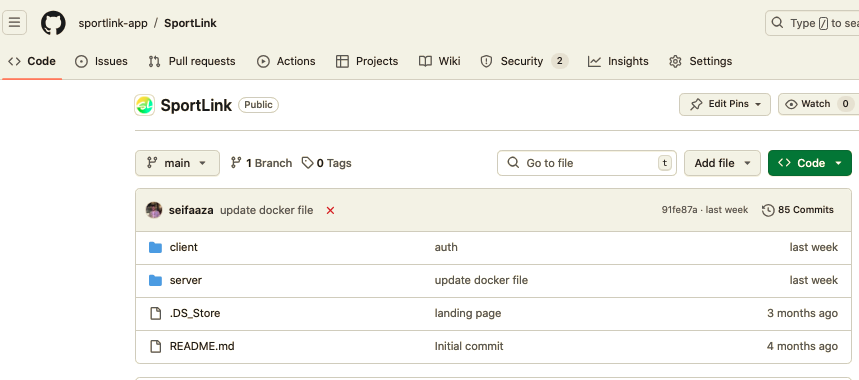 sportlink-app / SportLink
Type / to sea
Code Issues Pull requests Actions Projects Wiki Security 2 Insights Settings
SportLink Public Edit Pins Watch 0
main 1 Branch 0 Tags Go to file t Add file Code
seifaaza update docker file 91fe87a · last week 85 Commits
client auth last week
server update docker file last week
.DS_Store landing page 3 months ago
README.md Initial commit 4 months ago